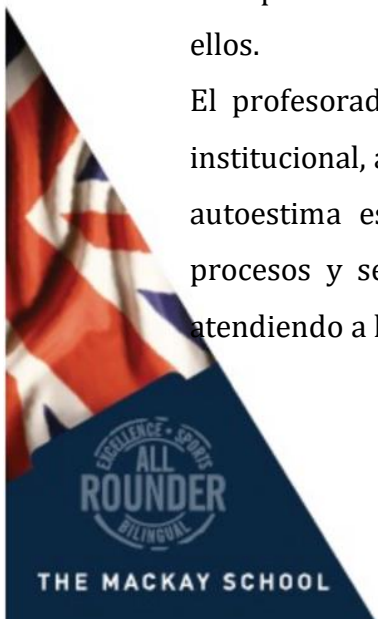 ellos.
El profesorad
institucional, a
autoestima es
procesos y se
atendiendo a l
EXCELLENCE • SPORTS
ALL
ROUNDER
BILINGUAL
THE MACKAY SCHOOL